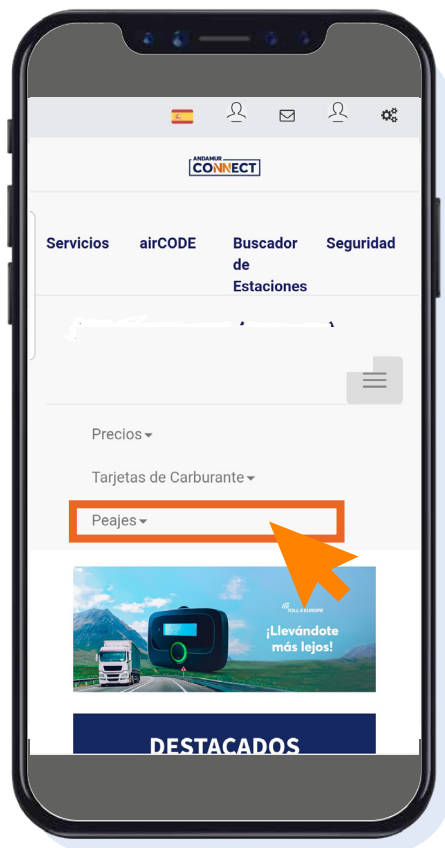 ANDAMUR
CONNECT
Servicios
airCODE
Buscador
de
Estaciones
Seguridad
Precios
Tarjetas de Carburante
Peajes
TOLL4EUROPE
¡Llevándote
más lejos!
DESTACADOS